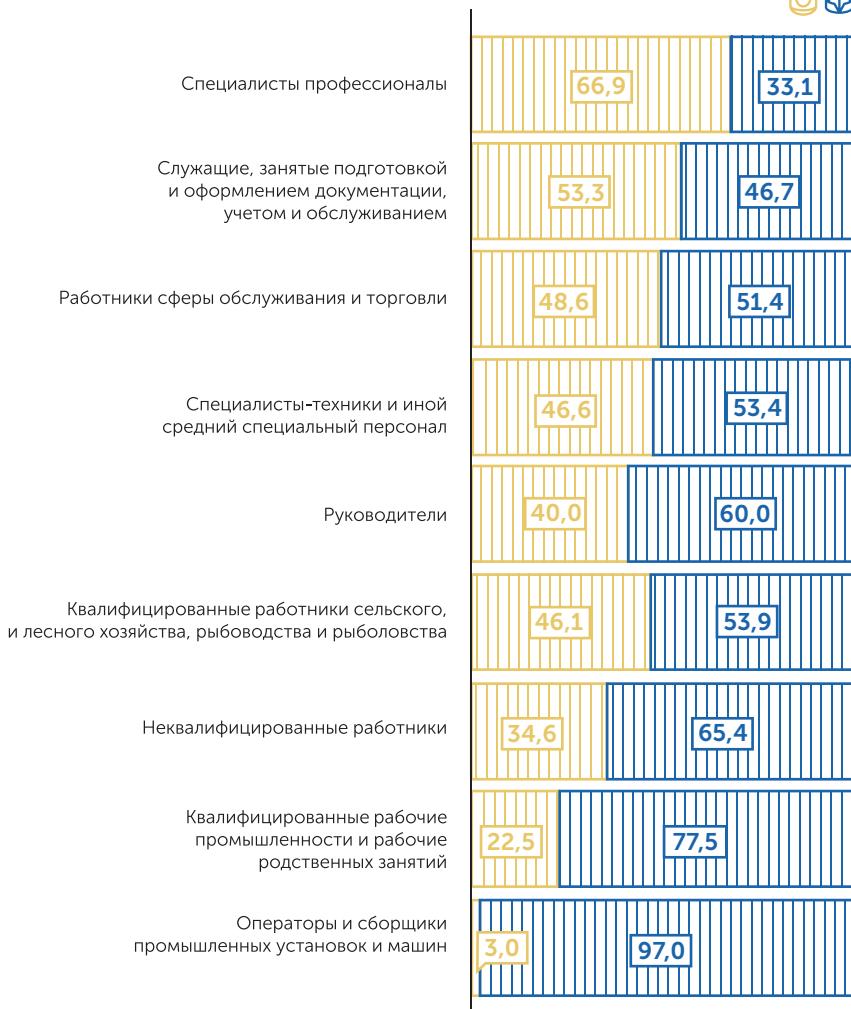 Специалисты профессионалы
66,9
33,1
Служащие, занятые подготовкой
и оформлением документации,
учетом и обслуживанием
53,3
46,7
Работники сферы обслуживания и торговли
48,6
51,4
Специалисты-техники и иной
средний специальный персонал
46,6
53,4
Руководители
40,0
60,0
Квалифицированные работники сельского,
и лесного хозяйства, рыбоводства и рыболовства
46,1
53,9
Неквалифицированные работники
34,6
65,4
Квалифицированные рабочие
промышленности и рабочие
родственных занятий
22,5
77,5
Операторы и сборщики
промышленных установок и машин
3,0
97,0